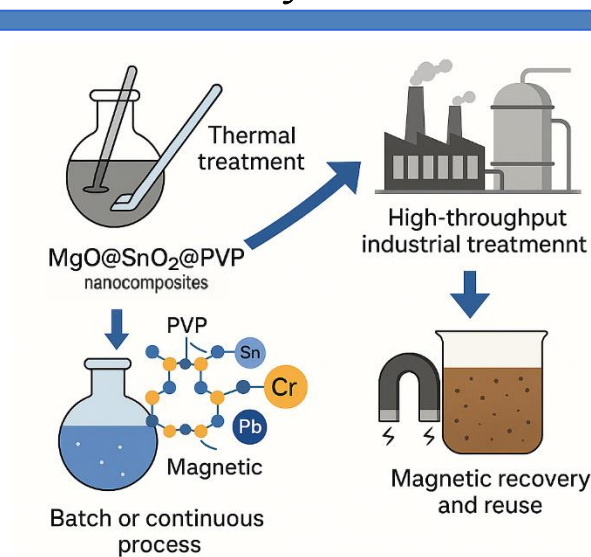 Thermal
treatment
MgO@SnO₂@PVP
nanocomposites
PVP
Sn
Cr
Pb
Magnetic
Batch or continuous
process
High-throughput
industrial treatmennt
Magnetic recovery
and reuse